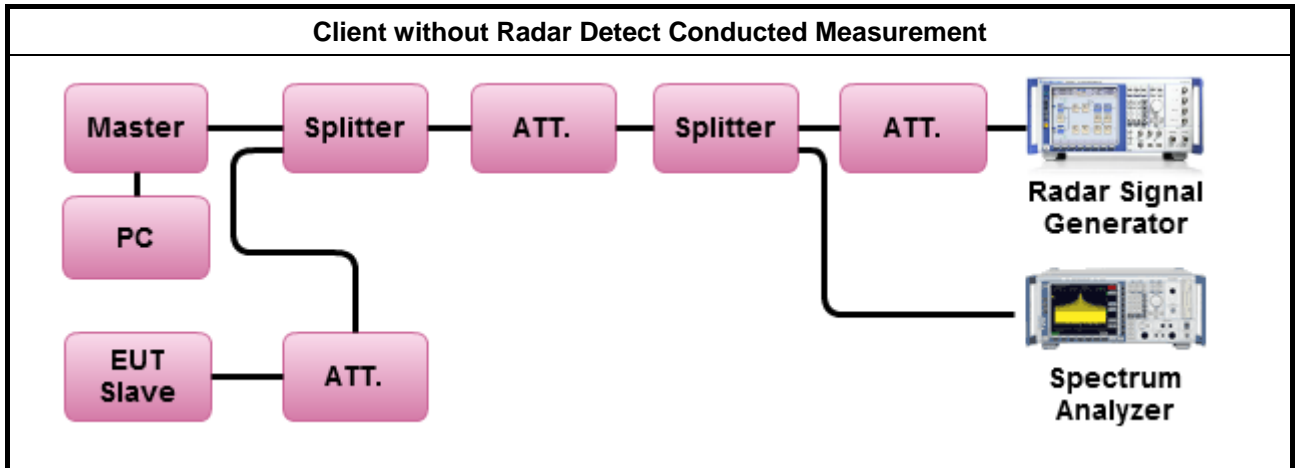 Client without Radar Detect Conducted Measurement
Master
Splitter
ATT.
Splitter
ATT.
Radar Signal
Generator
PC
EUT
Slave
ATT.
Spectrum
Analyzer